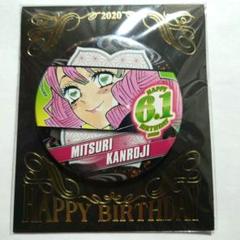 2020
HAPPY
6.1
BIRTHDAY
MITSURI
KANROJI
HAPPY BIRTHDAY